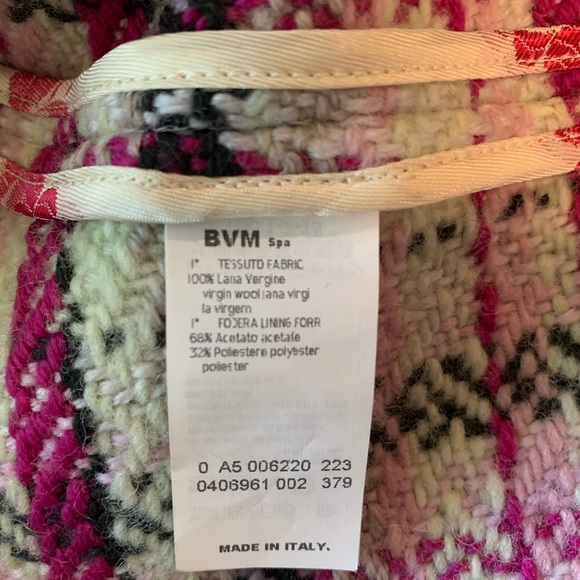 BVM Spa
1° TESSUTO FABRIC
100% Lana Vergine
virgin wool lana virgi
la virgem
1° FODERA LINING FORR
68% Acetato acetate
32% Poliestere polyester
poliester
0 A5 006220 223
0406961 002 379
MADE IN ITALY.